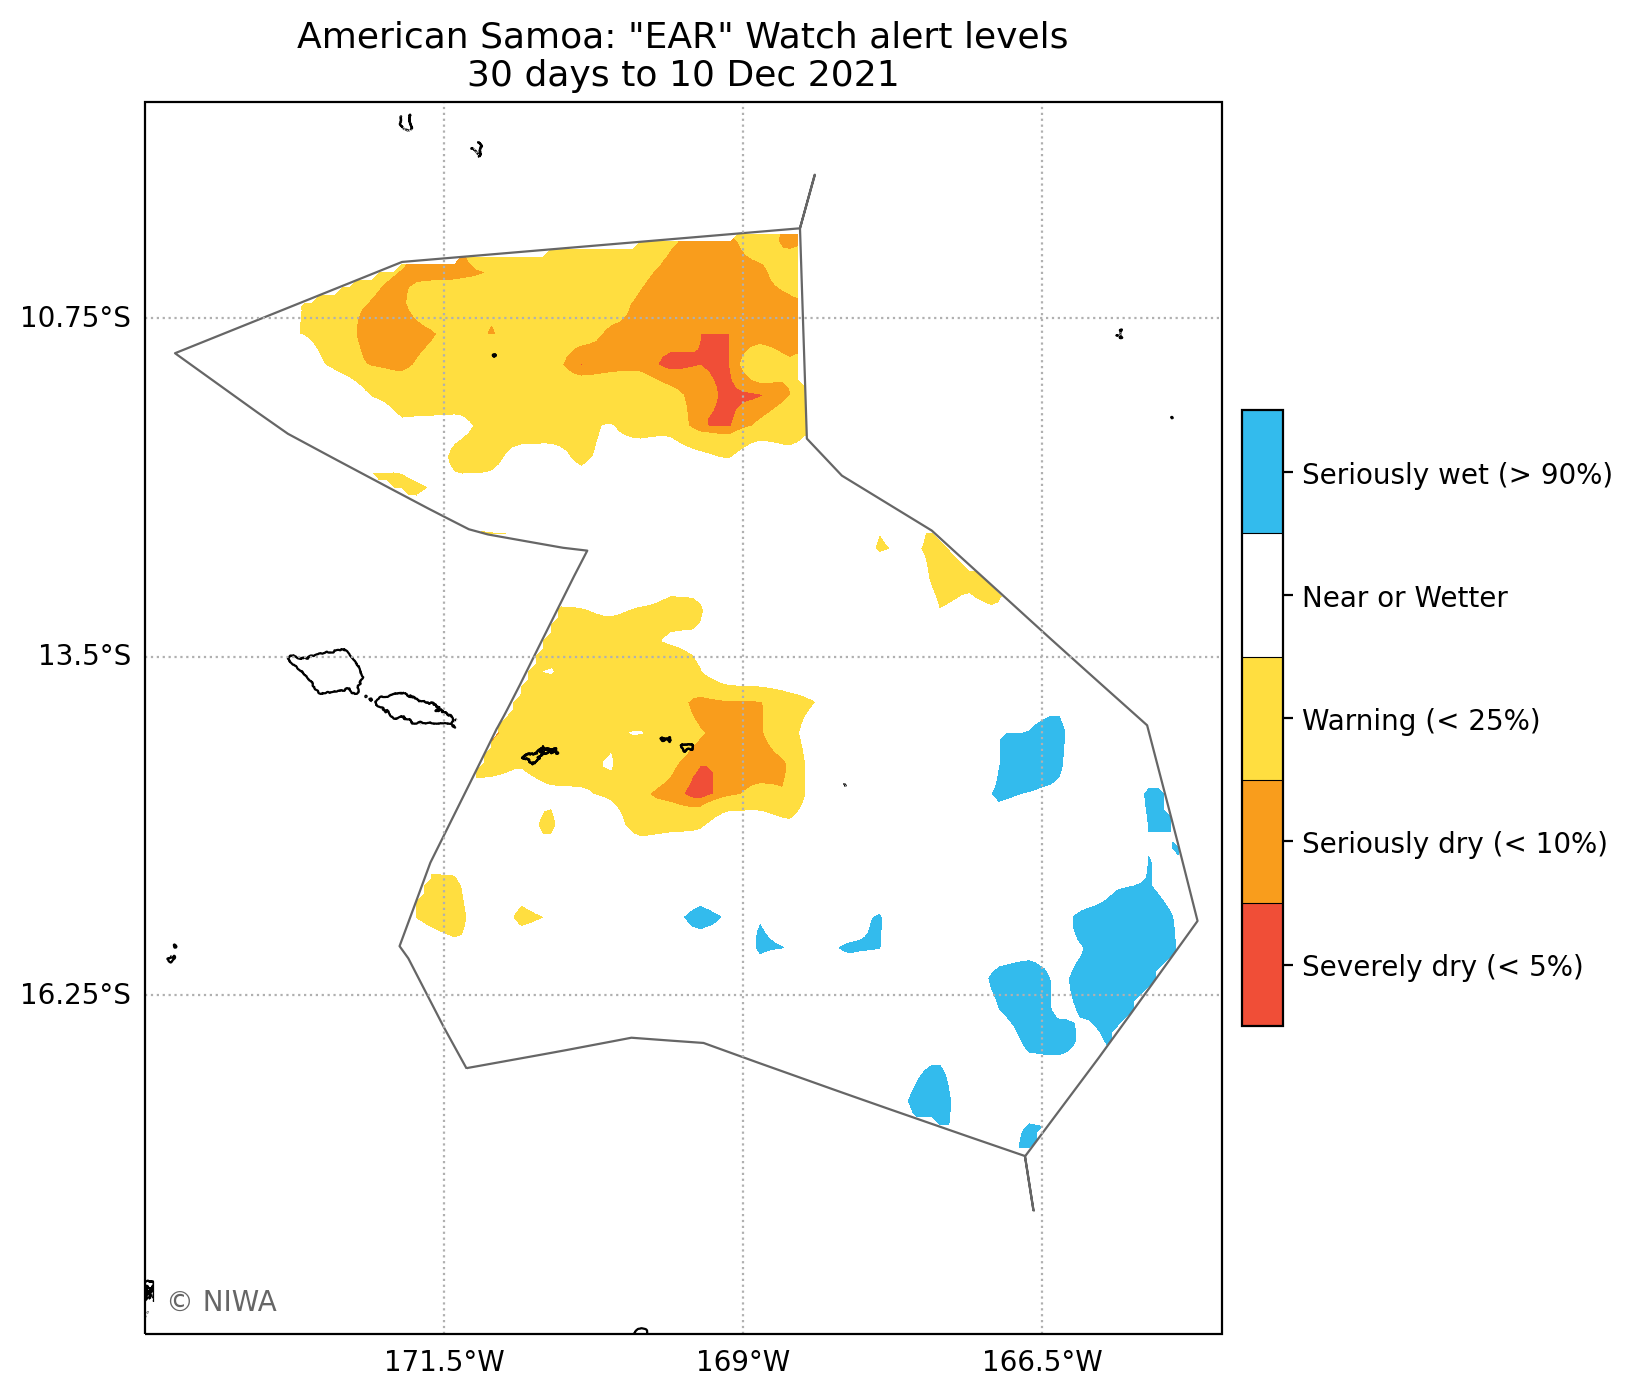 American Samoa: "EAR" Watch alert levels
30 days to 10 Dec 2021
10.75°S
13.5°S
16.25°S
171.5°W
169°W
166.5°W
Seriously wet (> 90%)
Near or Wetter
Warning (< 25%)
Seriously dry (< 10%)
Severely dry (< 5%)
© NIWA